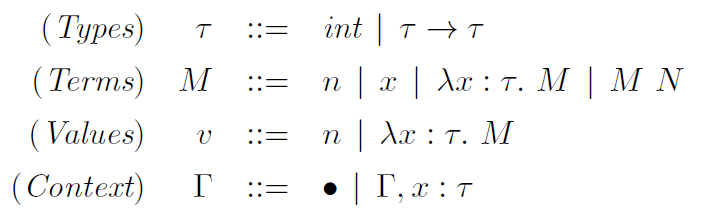 (Types) τ ::= int | τ → τ
(Terms) M ::= n | x | λx : τ. M | M N
(Values) v ::= n | λx : τ. M
(Context) Γ ::= • | Γ, x : τ